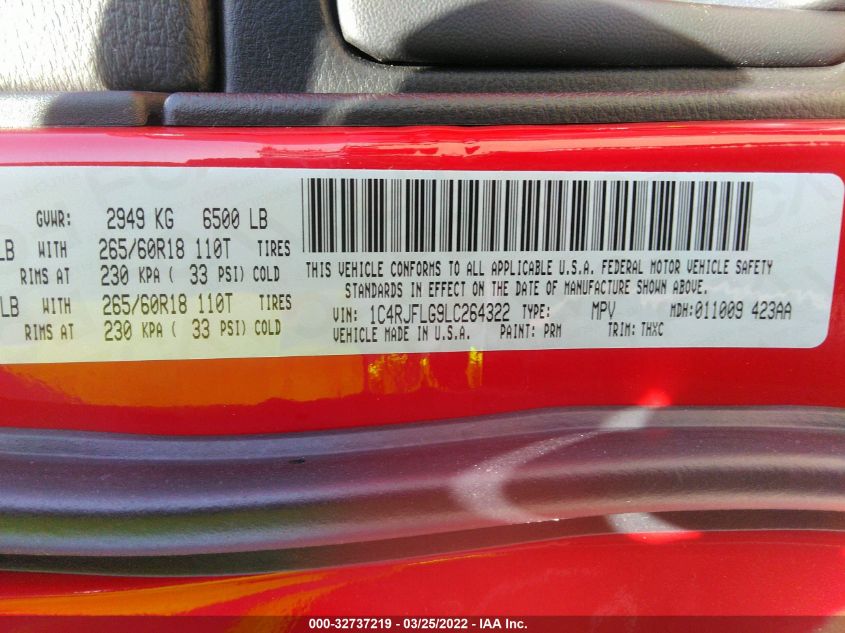 GVWR: 2949 KG 6500 LB
LB WITH 265/60R18 110T TIRES
RIMS AT 230 KPA ( 33 PSI) COLD
LB WITH 265/60R18 110T TIRES
RIMS AT 230 KPA ( 33 PSI) COLD
THIS VEHICLE CONFORMS TO ALL APPLICABLE U.S.A. FEDERAL MOTOR VEHICLE SAFETY
STANDARDS IN EFFECT ON THE DATE OF MANUFACTURE SHOWN ABOVE.
VIN: 1C4RJFLG9LC264322 TYPE: MPV MDH:011009 423AA
VEHICLE MADE IN U.S.A. PAINT: PRM TRIM: THXC
000-32737219 - 03/25/2022 - IAA Inc.